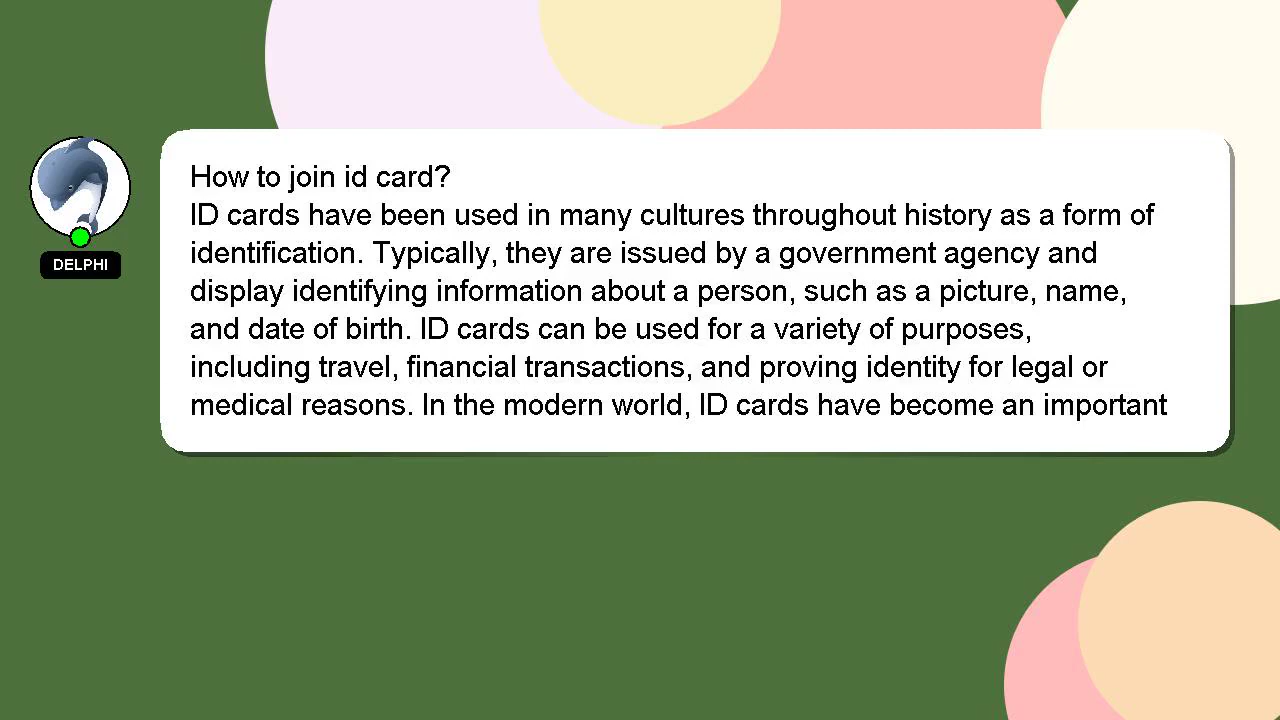 How to join id card?
ID cards have been used in many cultures throughout history as a form of
identification. Typically, they are issued by a government agency and
display identifying information about a person, such as a picture, name,
and date of birth. ID cards can be used for a variety of purposes,
including travel, financial transactions, and proving identity for legal or
medical reasons. In the modern world, ID cards have become an important
DELPHI